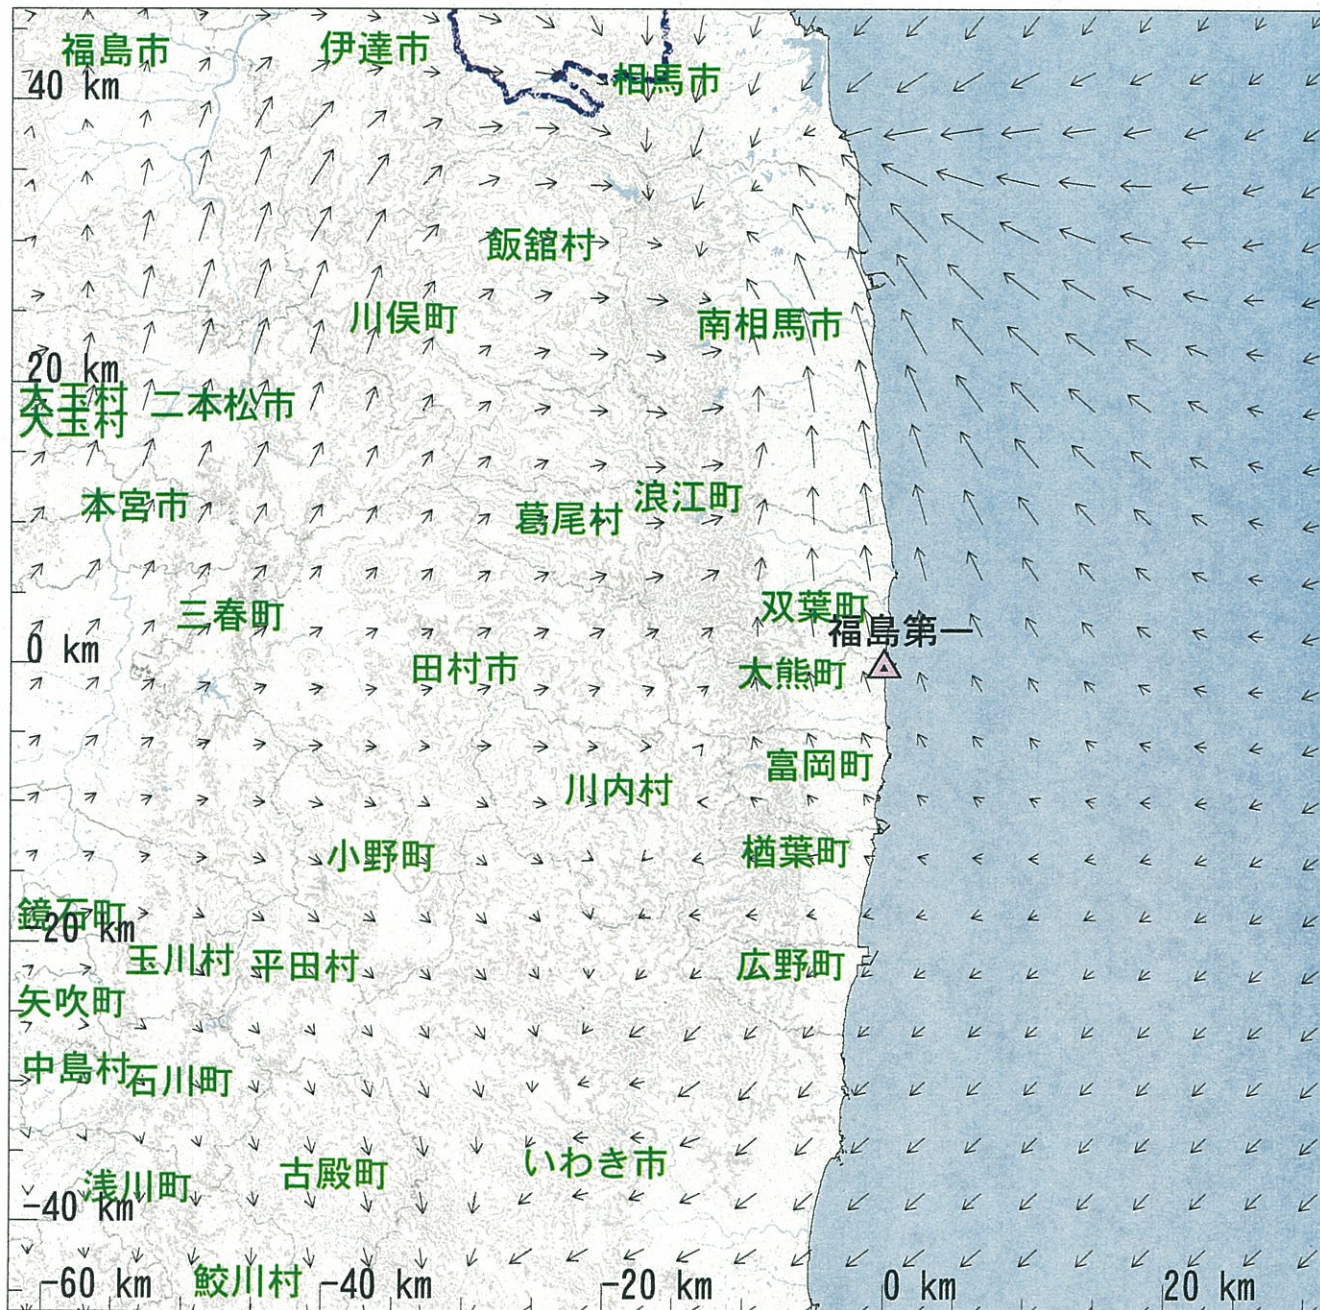 福島市
伊達市
相馬市
40 km
飯舘村
川俣町
南相馬市
20 km
大玉村
二本松市
大玉村
本宮市
浪江町
葛尾村
双葉町
三春町
福島第一
0 km
田村市
大熊町
富岡町
川内村
小野町
楢葉町
鏡石町
-20 km
玉川村
平田村
広野町
矢吹町
中島村
石川町
いわき市
古殿町
浅川町
-40 km
-60 km
鮫川村
-40 km
-20 km
0 km
20 km